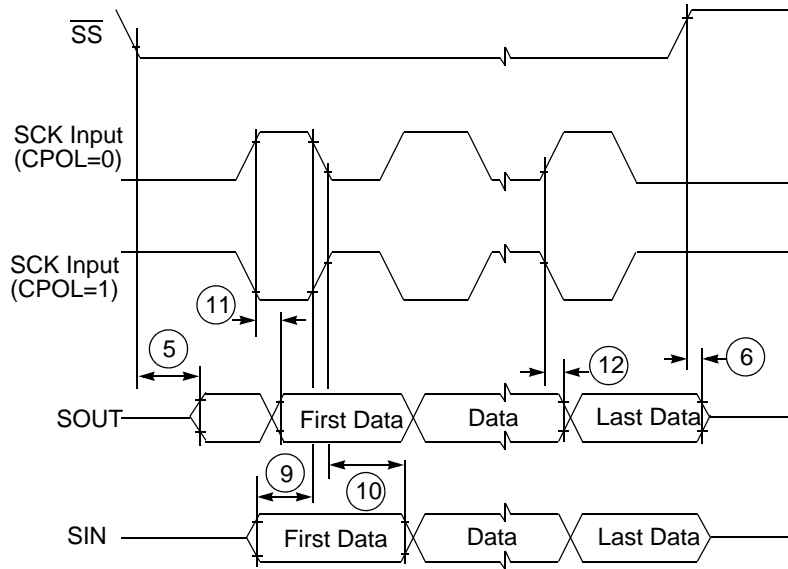 SS
SCK Input
(CPOL=0)
SCK Input
(CPOL=1)
11
5
12
6
SOUT
First Data
Data
Last Data
9
10
SIN
First Data
Data
Last Data